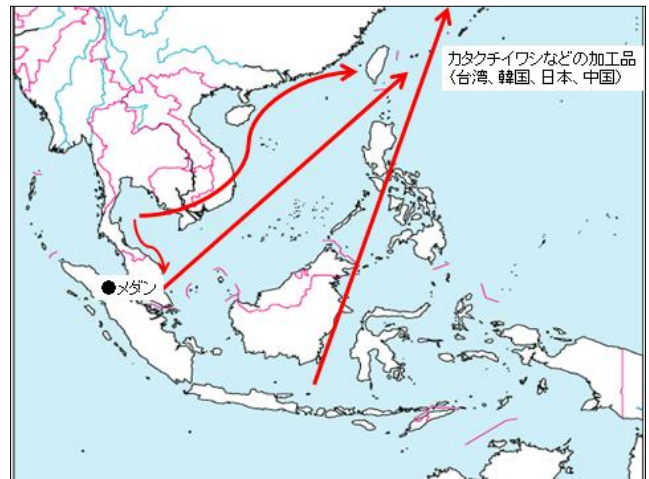 カタクチイワシなどの加工品
（台湾、韓国、日本、中国）
●メダン